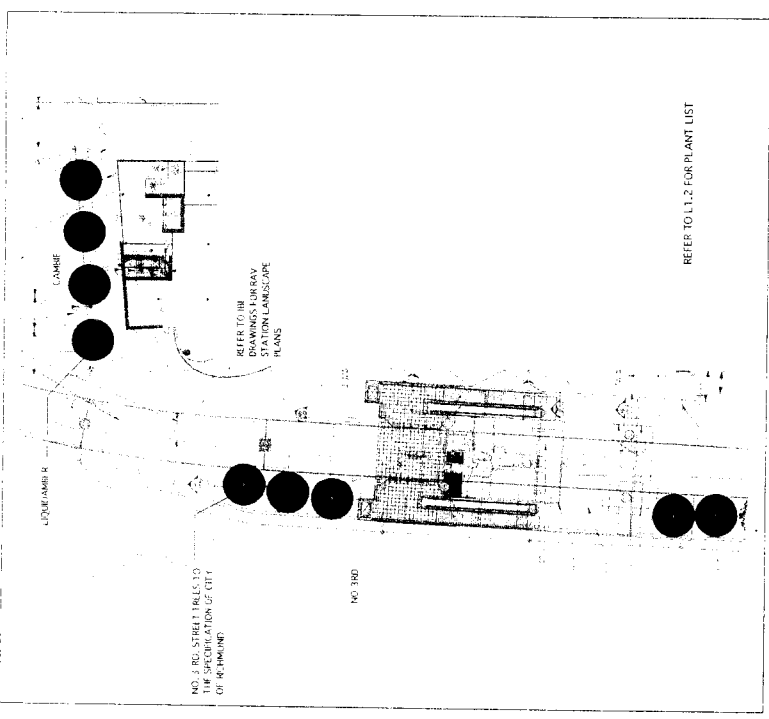 CAMBIE
LIQUIDAMBER
REFER TO IBI
DRAWINGS FOR RAV
STATION LANDSCAPE
PLANS
REFER TO L1.2 FOR PLANT LIST
NO. 3 RD. STREET TREES TO
THE SPECIFICATION OF CITY
OF RICHMOND
NO 3RD